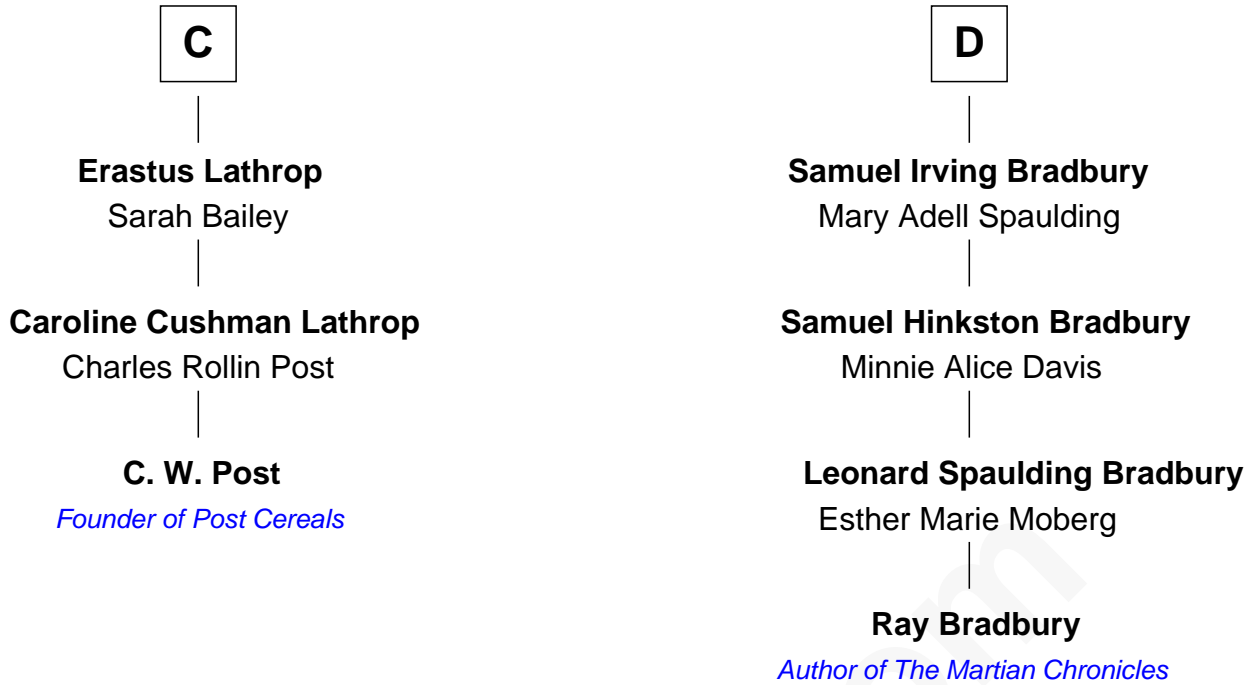 C
Erastus Lathrop
Sarah Bailey
Caroline Cushman Lathrop
Charles Rollin Post
C. W. Post
Founder of Post Cereals
D
Samuel Irving Bradbury
Mary Adell Spaulding
Samuel Hinkston Bradbury
Minnie Alice Davis
Leonard Spaulding Bradbury
Esther Marie Moberg
Ray Bradbury
Author of The Martian Chronicles